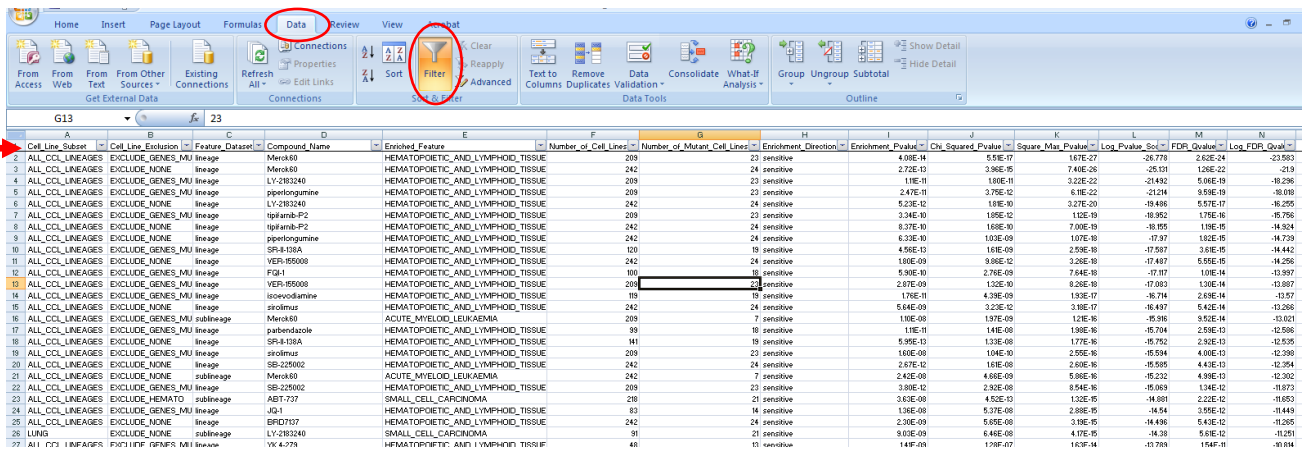 Home Insert Page Layout Formulas Data Review View Acrobat
From Access From Web From Text From Other Sources Existing Connections Refresh All Connections Properties Edit Links Sort Filter Clear Reapply Advanced Text to Columns Remove Duplicates Data Validation Consolidate What-If Analysis Group Ungroup Subtotal Show Detail Hide Detail
Get External Data Connections Sort & Filter Data Tools Outline
G13 fx 23
A B C D E F G H I J K L M N
Cell_Line_Subset Cell_Line_Exclusion Feature_Dataset Compound_Name Enriched_Feature Number_of_Cell_Lines Number_of_Mutant_Cell_Lines Enrichment_Direction Enrichment_Pvalue Chi_Squared_Pvalue Square_Max_Pvalue Log_Pvalue_Sco FDR_Qvalue Log_FDR_Qvalu
2 ALL_CCL_LINEAGES EXCLUDE_GENES_MU lineage Merck60 HEMATOPOIETIC_AND_LYMPHOID_TISSUE 209 23 sensitive 4.08E-14 5.51E-17 1.67E-27 -26.778 2.62E-24 -23.583
3 ALL_CCL_LINEAGES EXCLUDE_NONE lineage Merck60 HEMATOPOIETIC_AND_LYMPHOID_TISSUE 242 24 sensitive 2.72E-13 3.96E-15 7.40E-26 -25.131 1.26E-22 -21.9
4 ALL_CCL_LINEAGES EXCLUDE_GENES_MU lineage LY-2183240 HEMATOPOIETIC_AND_LYMPHOID_TISSUE 209 23 sensitive 1.11E-11 1.80E-11 3.22E-22 -21.492 5.06E-19 -18.296
5 ALL_CCL_LINEAGES EXCLUDE_GENES_MU lineage piperlongumine HEMATOPOIETIC_AND_LYMPHOID_TISSUE 209 23 sensitive 2.47E-11 3.75E-12 6.11E-22 -21.214 9.59E-19 -18.018
6 ALL_CCL_LINEAGES EXCLUDE_NONE lineage LY-2183240 HEMATOPOIETIC_AND_LYMPHOID_TISSUE 242 24 sensitive 5.23E-12 1.81E-10 3.27E-20 -19.486 5.57E-17 -16.255
7 ALL_CCL_LINEAGES EXCLUDE_GENES_MU lineage tipifarnib-P2 HEMATOPOIETIC_AND_LYMPHOID_TISSUE 209 23 sensitive 3.34E-10 1.85E-12 1.12E-19 -18.952 1.75E-16 -15.756
8 ALL_CCL_LINEAGES EXCLUDE_NONE lineage tipifarnib-P2 HEMATOPOIETIC_AND_LYMPHOID_TISSUE 242 24 sensitive 8.37E-10 1.68E-10 7.00E-19 -18.155 1.19E-15 -14.924
9 ALL_CCL_LINEAGES EXCLUDE_NONE lineage piperlongumine HEMATOPOIETIC_AND_LYMPHOID_TISSUE 242 24 sensitive 6.33E-10 1.03E-09 1.07E-18 -17.97 1.82E-15 -14.739
10 ALL_CCL_LINEAGES EXCLUDE_GENES_MU lineage SR-II-138A HEMATOPOIETIC_AND_LYMPHOID_TISSUE 120 19 sensitive 4.56E-13 1.61E-09 2.59E-18 -17.587 3.61E-15 -14.442
11 ALL_CCL_LINEAGES EXCLUDE_NONE lineage VER-155008 HEMATOPOIETIC_AND_LYMPHOID_TISSUE 242 24 sensitive 1.80E-09 9.86E-12 3.26E-18 -17.487 5.55E-15 -14.256
12 ALL_CCL_LINEAGES EXCLUDE_GENES_MU lineage FQI-1 HEMATOPOIETIC_AND_LYMPHOID_TISSUE 100 18 sensitive 5.90E-10 2.76E-09 7.64E-18 -17.117 1.01E-14 -13.997
13 ALL_CCL_LINEAGES EXCLUDE_GENES_MU lineage VER-155008 HEMATOPOIETIC_AND_LYMPHOID_TISSUE 209 23 sensitive 2.87E-09 1.32E-10 8.26E-18 -17.083 1.30E-14 -13.887
14 ALL_CCL_LINEAGES EXCLUDE_GENES_MU lineage isoevodiamine HEMATOPOIETIC_AND_LYMPHOID_TISSUE 119 19 sensitive 1.76E-11 4.39E-09 1.93E-17 -16.714 2.69E-14 -13.57
15 ALL_CCL_LINEAGES EXCLUDE_NONE lineage sirolimus HEMATOPOIETIC_AND_LYMPHOID_TISSUE 242 24 sensitive 5.64E-09 3.23E-12 3.18E-17 -16.497 5.42E-14 -13.266
16 ALL_CCL_LINEAGES EXCLUDE_GENES_MU sublineage Merck60 ACUTE_MYELOID_LEUKAEMIA 209 7 sensitive 1.10E-08 1.97E-09 1.21E-16 -15.916 9.52E-14 -13.021
17 ALL_CCL_LINEAGES EXCLUDE_GENES_MU lineage parbendazole HEMATOPOIETIC_AND_LYMPHOID_TISSUE 99 18 sensitive 1.11E-11 1.41E-08 1.98E-16 -15.704 2.59E-13 -12.586
18 ALL_CCL_LINEAGES EXCLUDE_NONE lineage SR-II-138A HEMATOPOIETIC_AND_LYMPHOID_TISSUE 141 19 sensitive 5.95E-13 1.33E-08 1.77E-16 -15.752 2.92E-13 -12.535
19 ALL_CCL_LINEAGES EXCLUDE_GENES_MU lineage sirolimus HEMATOPOIETIC_AND_LYMPHOID_TISSUE 209 23 sensitive 1.60E-08 1.04E-10 2.55E-16 -15.594 4.00E-13 -12.398
20 ALL_CCL_LINEAGES EXCLUDE_NONE lineage SB-225002 HEMATOPOIETIC_AND_LYMPHOID_TISSUE 242 24 sensitive 2.67E-12 1.61E-08 2.60E-16 -15.585 4.43E-13 -12.354
21 ALL_CCL_LINEAGES EXCLUDE_NONE sublineage Merck60 ACUTE_MYELOID_LEUKAEMIA 242 7 sensitive 2.42E-08 4.66E-09 5.86E-16 -15.232 4.99E-13 -12.302
22 ALL_CCL_LINEAGES EXCLUDE_GENES_MU lineage SB-225002 HEMATOPOIETIC_AND_LYMPHOID_TISSUE 209 23 sensitive 3.80E-12 2.92E-08 8.54E-16 -15.069 1.34E-12 -11.873
23 ALL_CCL_LINEAGES EXCLUDE_HEMATO sublineage ABT-737 SMALL_CELL_CARCINOMA 218 21 sensitive 3.63E-08 4.52E-13 1.32E-15 -14.881 2.22E-12 -11.653
24 ALL_CCL_LINEAGES EXCLUDE_GENES_MU lineage JQ-1 HEMATOPOIETIC_AND_LYMPHOID_TISSUE 83 14 sensitive 1.36E-08 5.37E-08 2.88E-15 -14.54 3.55E-12 -11.449
25 ALL_CCL_LINEAGES EXCLUDE_NONE lineage BRD7137 HEMATOPOIETIC_AND_LYMPHOID_TISSUE 242 24 sensitive 2.30E-09 5.65E-08 3.19E-15 -14.496 5.43E-12 -11.265
26 LUNG EXCLUDE_NONE sublineage LY-2183240 SMALL_CELL_CARCINOMA 91 21 sensitive 9.03E-09 6.46E-08 4.17E-15 -14.38 5.61E-12 -11.251
27 ALL_CCL_LINEAGES EXCLUDE_GENES_MU lineage YK 4-279 HEMATOPOIETIC_AND_LYMPHOID_TISSUE 48 13 sensitive 1.41E-09 1.28E-07 1.63E-14 -13.789 1.54E-11 -10.814